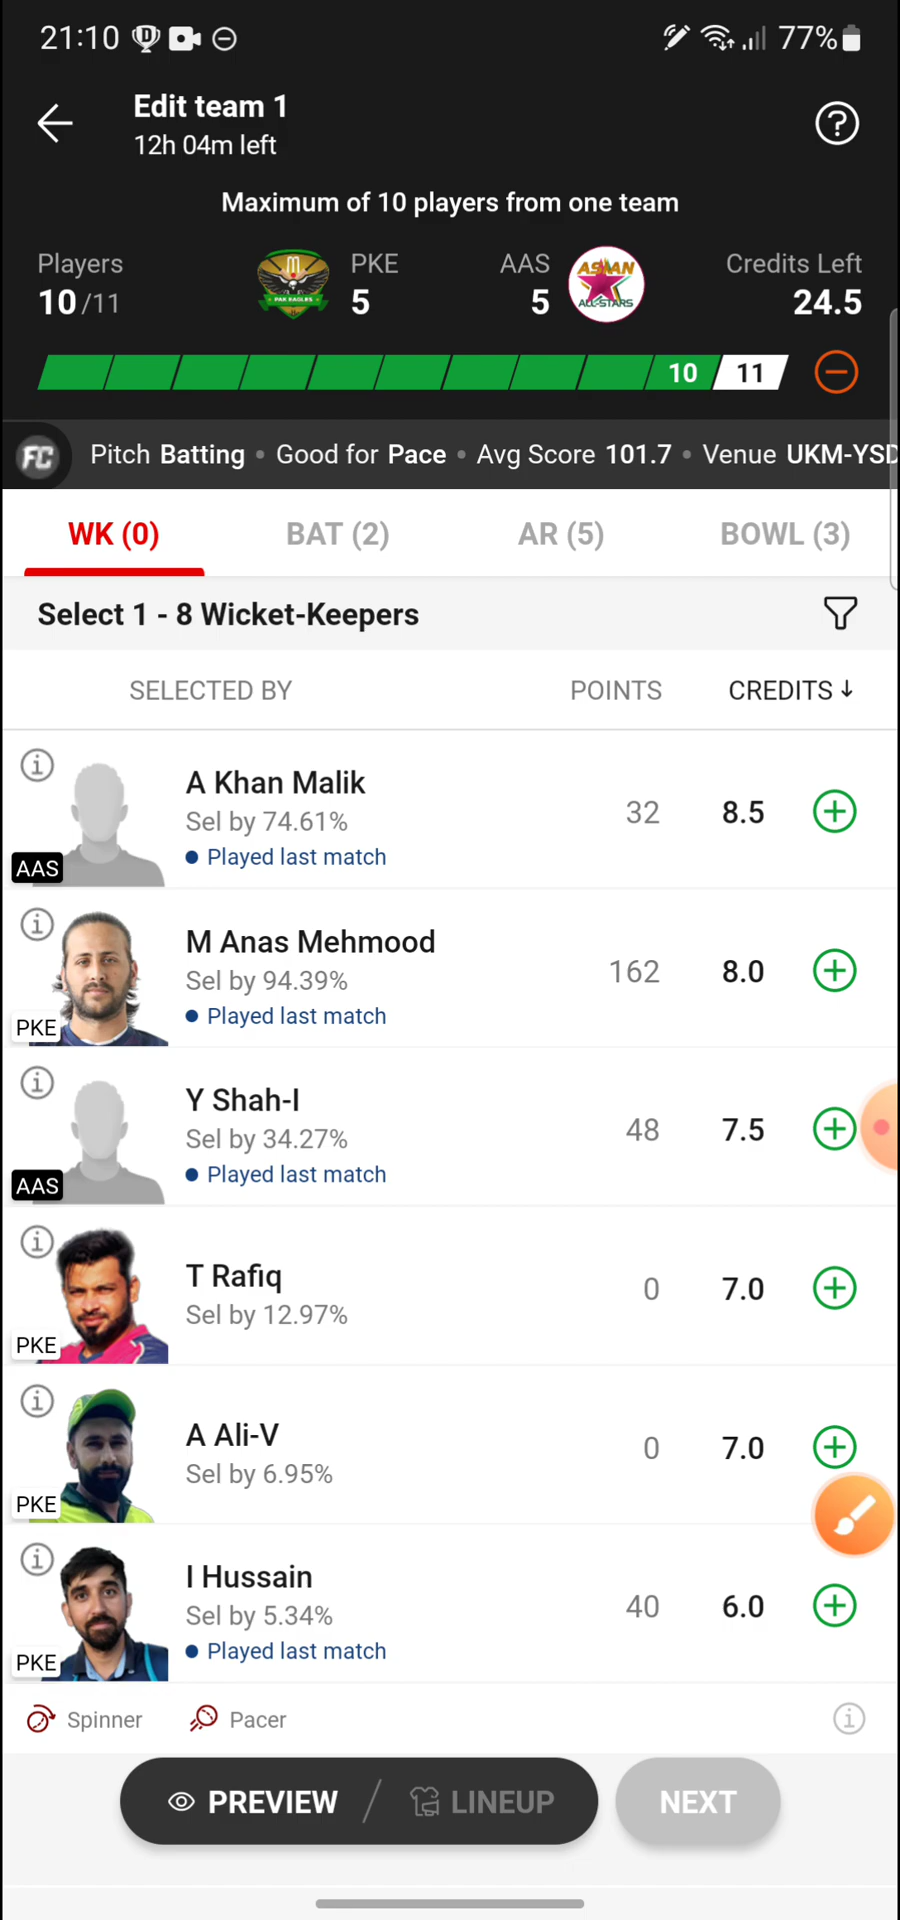 21:10 77%
Edit team 1
12h 04m left
Maximum of 10 players from one team
Players PKE AAS Credits Left
10/11 5 5 24.5
PAK EAGLES
ASIAN
ALL-STARS
10 11
FC Pitch Batting • Good for Pace • Avg Score 101.7 • Venue UKM-YSD
WK (0) BAT (2) AR (5) BOWL (3)
Select 1 - 8 Wicket-Keepers
SELECTED BY POINTS CREDITS ↓
A Khan Malik
Sel by 74.61% 32 8.5
Played last match
AAS
M Anas Mehmood
Sel by 94.39% 162 8.0
Played last match
PKE
Y Shah-I
Sel by 34.27% 48 7.5
Played last match
AAS
T Rafiq 0 7.0
Sel by 12.97%
PKE
A Ali-V 0 7.0
Sel by 6.95%
PKE
I Hussain
Sel by 5.34% 40 6.0
Played last match
PKE
Spinner Pacer
PREVIEW / LINEUP NEXT